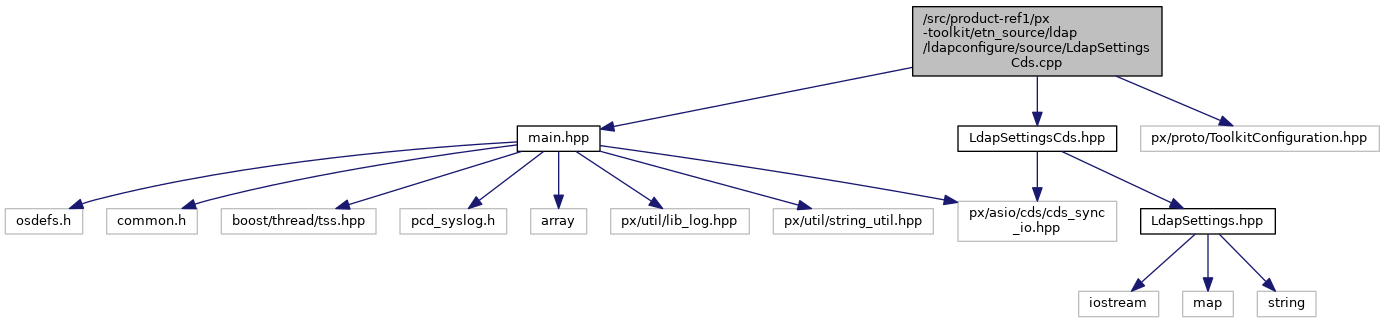 /src/product-ref1/px
-toolkit/etn_source/ldap
/ldapconfigure/source/LdapSettings
Cds.cpp
main.hpp
LdapSettingsCds.hpp
px/proto/ToolkitConfiguration.hpp
osdefs.h
common.h
boost/thread/tss.hpp
pcd_syslog.h
array
px/util/lib_log.hpp
px/util/string_util.hpp
px/asio/cds/cds_sync
_io.hpp
LdapSettings.hpp
iostream
map
string